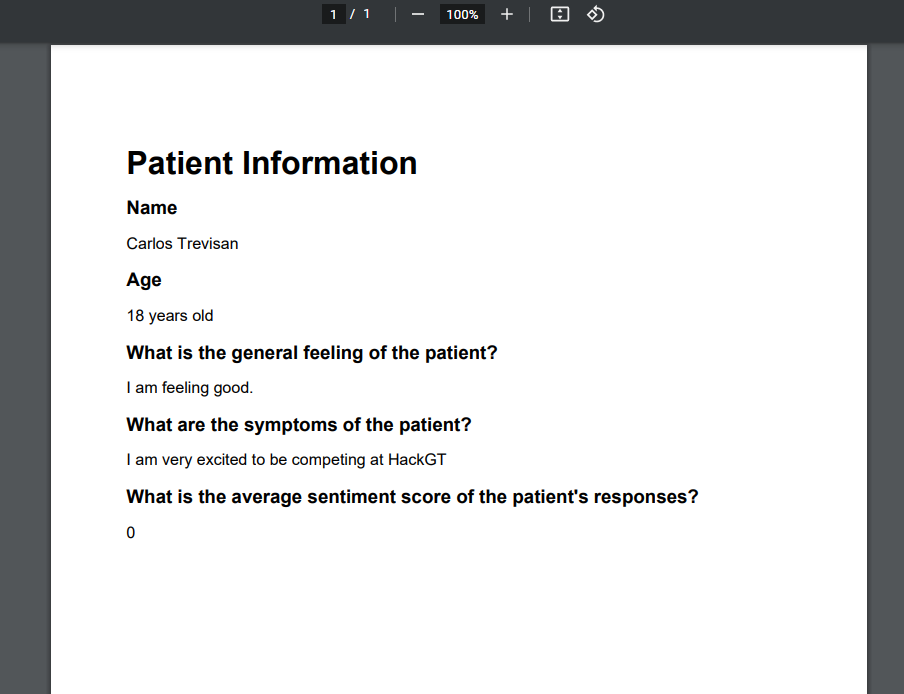 1 / 1 100%
Patient Information
Name
Carlos Trevisan
Age
18 years old
What is the general feeling of the patient?
I am feeling good.
What are the symptoms of the patient?
I am very excited to be competing at HackGT
What is the average sentiment score of the patient's responses?
0